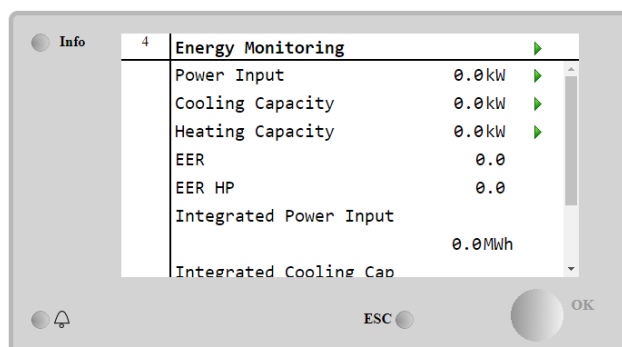 Info
4 Energy Monitoring
Power Input 0.0kW
Cooling Capacity 0.0kW
Heating Capacity 0.0kW
EER 0.0
EER HP 0.0
Integrated Power Input
0.0MWh
Integrated Cooling Cap
ESC
OK